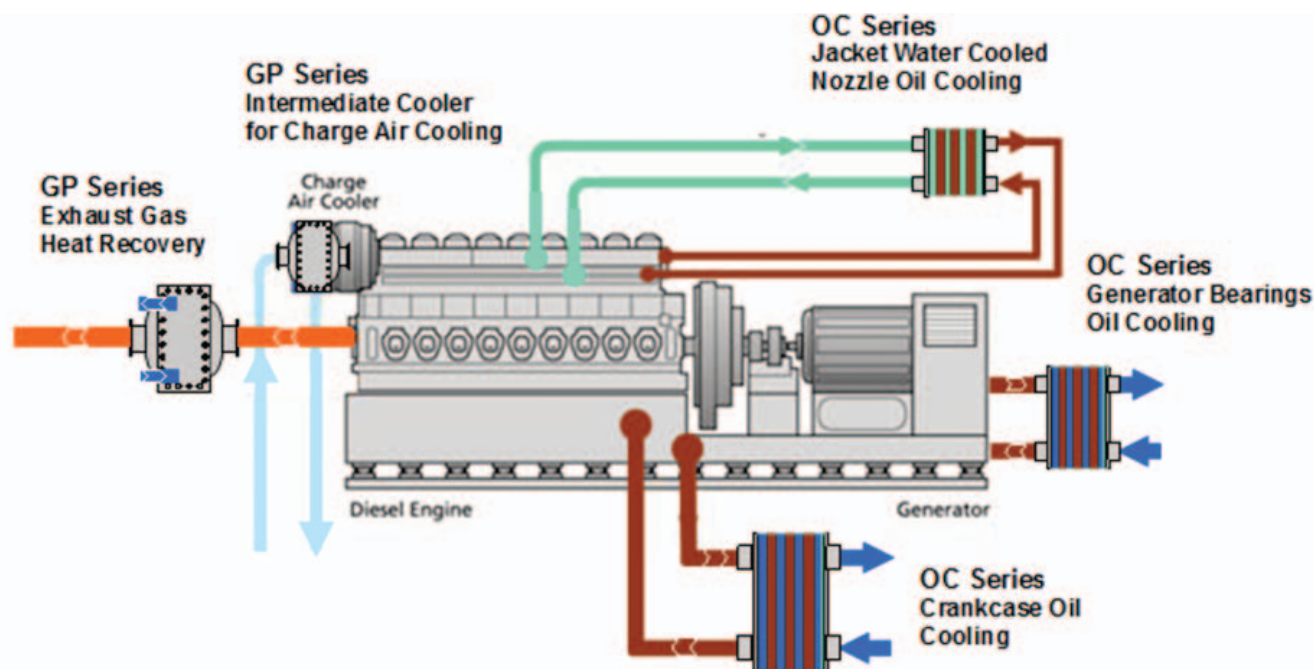 OC Series
Jacket Water Cooled
Nozzle Oil Cooling
GP Series
Intermediate Cooler
for Charge Air Cooling
GP Series
Exhaust Gas
Heat Recovery
Charge
Air Cooler
OC Series
Generator Bearings
Oil Cooling
Diesel Engine
Generator
OC Series
Crankcase Oil
Cooling